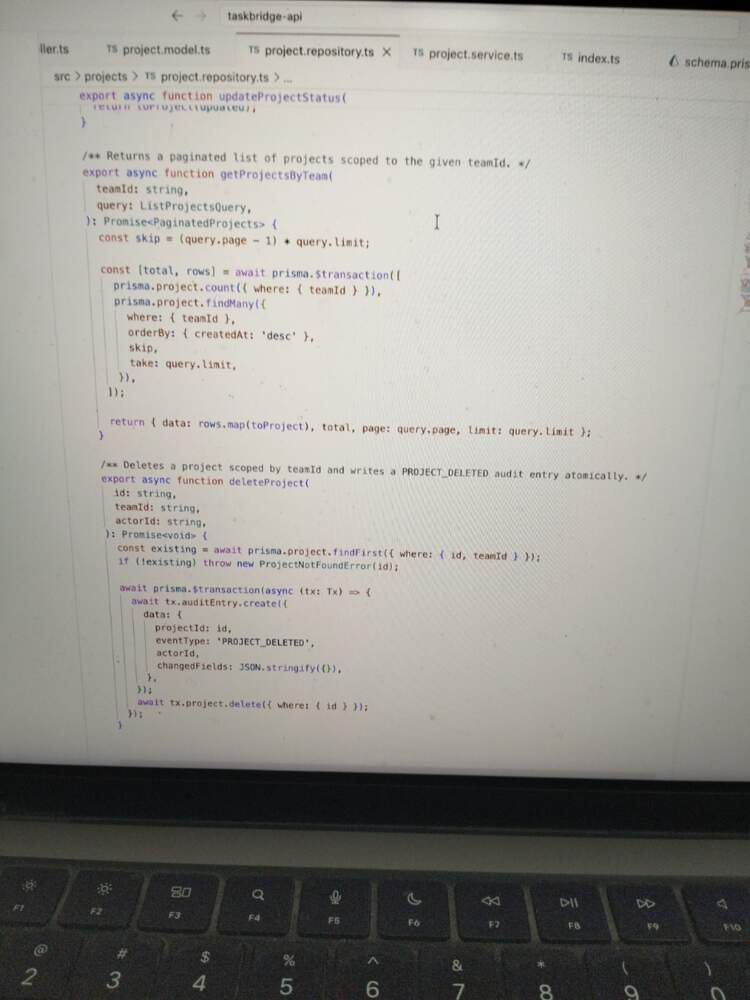 taskbridge-api
ller.ts
TS project.model.ts
TS project.repository.ts ×
TS project.service.ts
TS index.ts
schema.pris
src > projects > TS project.repository.ts > ...
export async function updateProjectStatus(
return toProject(updated);
}
/** Returns a paginated list of projects scoped to the given teamId. */
export async function getProjectsByTeam(
teamId: string,
query: ListProjectsQuery,
): Promise<PaginatedProjects> {
const skip = (query.page - 1) * query.limit;
const [total, rows] = await prisma.$transaction([
prisma.project.count({ where: { teamId } }),
prisma.project.findMany({
where: { teamId },
orderBy: { createdAt: 'desc' },
skip,
take: query.limit,
}),
]);
return { data: rows.map(toProject), total, page: query.page, limit: query.limit };
}
/** Deletes a project scoped by teamId and writes a PROJECT_DELETED audit entry atomically. */
export async function deleteProject(
id: string,
teamId: string,
actorId: string,
): Promise<void> {
const existing = await prisma.project.findFirst({ where: { id, teamId } });
if (!existing) throw new ProjectNotFoundError(id);
await prisma.$transaction(async (tx: Tx) => {
await tx.auditEntry.create({
data: {
projectId: id,
eventType: 'PROJECT_DELETED',
actorId,
changedFields: JSON.stringify({}),
},
});
await tx.project.delete({ where: { id } });
});
}
F1 F2 F3 F4 F5 F6 F7 F8 F9 F10
@ # $ % ^ & * ( )
2 3 4 5 6 7 8 9 0